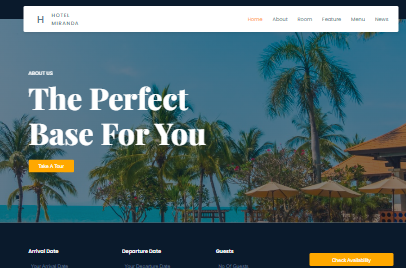 H
HOTEL
MIRANDA
Home About Room Feature Menu News
ABOUT US
The Perfect
Base For You
Take A Tour
Arrival Date Departure Date Guests
Your Arrival Date Your Departure Date No Of Guests
Check Availability